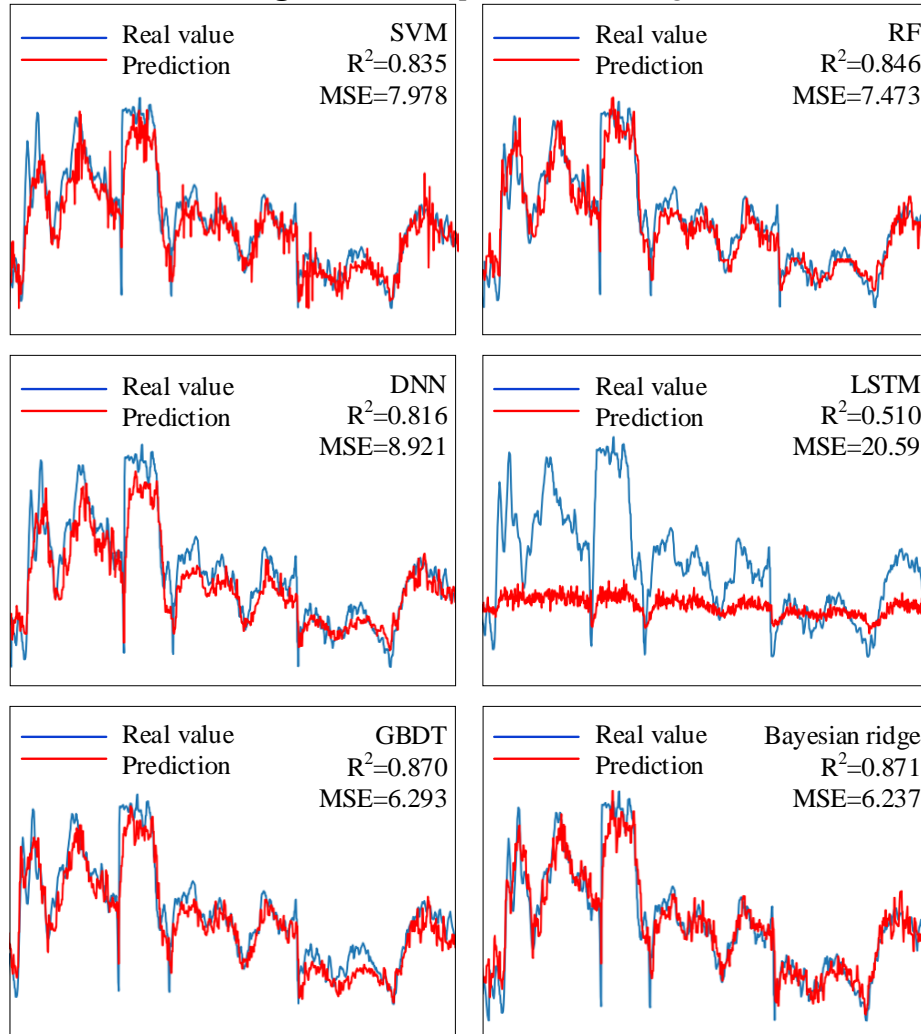 Real value
Prediction
SVM
R²=0.835
MSE=7.978
Real value
Prediction
RF
R²=0.846
MSE=7.473
Real value
Prediction
DNN
R²=0.816
MSE=8.921
Real value
Prediction
LSTM
R²=0.510
MSE=20.59
Real value
Prediction
GBDT
R²=0.870
MSE=6.293
Real value
Prediction
Bayesian ridge
R²=0.871
MSE=6.237